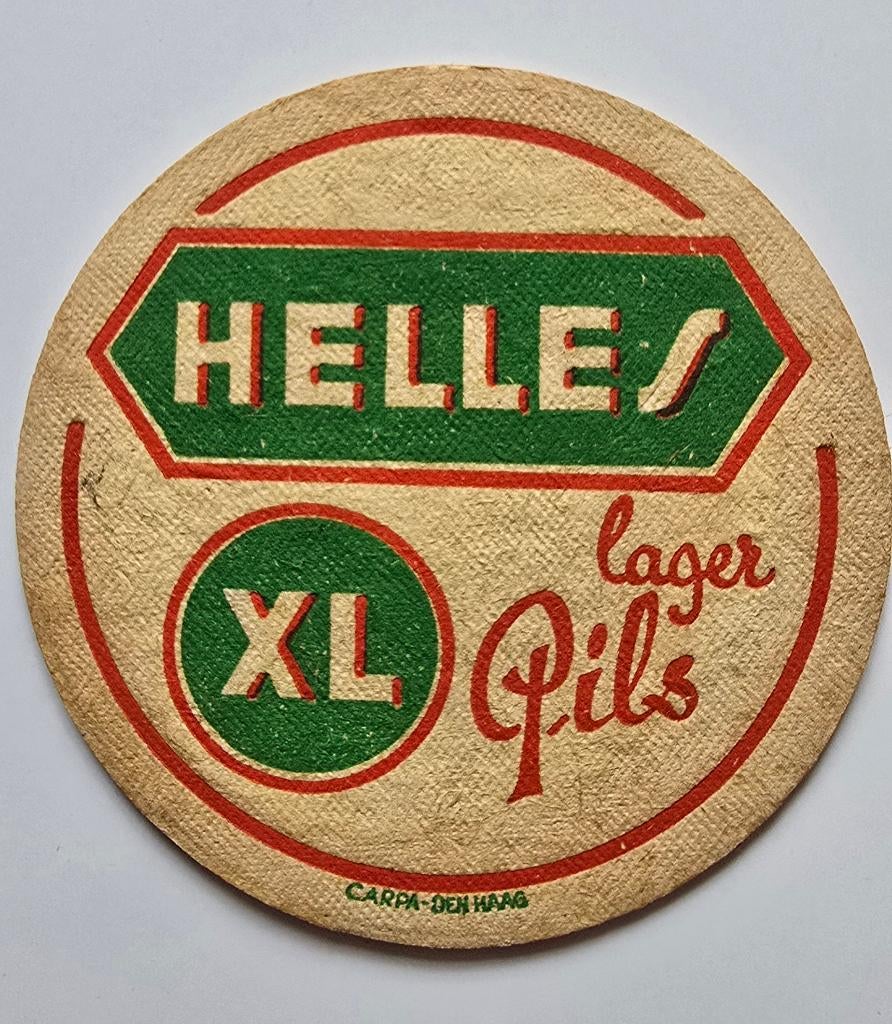 HELLES
XL
lager
Pils
CARPA-DEN HAAG